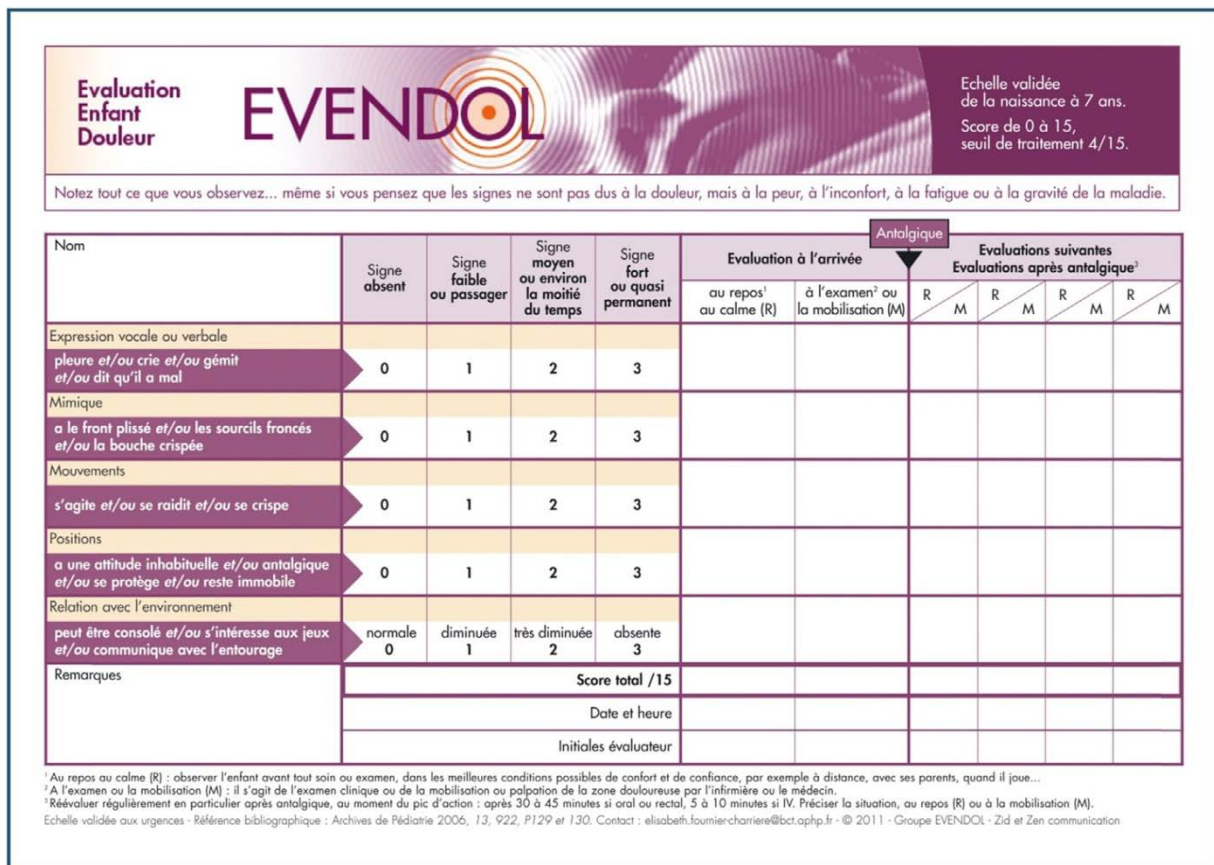 Evaluation
Enfant
Douleur
EVENDOL
Echelle validée
de la naissance à 7 ans.
Score de 0 à 15,
seuil de traitement 4/15.
Notez tout ce que vous observez... même si vous pensez que les signes ne sont pas dus à la douleur, mais à la peur, à l'inconfort, à la fatigue ou à la gravité de la maladie.
Nom
Signe
absent
Signe
faible
ou passager
Signe
moyen
ou environ
la moitié
du temps
Signe
fort
ou quasi
permanent
Evaluation à l'arrivée
au repos¹
au calme (R)
à l'examen² ou
la mobilisation (M)
Antalgique
Evaluations suivantes
Evaluations après antalgique³
R M R M R M R M
Expression vocale ou verbale
pleure et/ou crie et/ou gémit
et/ou dit qu'il a mal
0 1 2 3
Mimique
a le front plissé et/ou les sourcils froncés
et/ou la bouche crispée
0 1 2 3
Mouvements
s'agite et/ou se raidit et/ou se crispe
0 1 2 3
Positions
a une attitude inhabituelle et/ou antalgique
et/ou se protège et/ou reste immobile
0 1 2 3
Relation avec l'environnement
peut être consolé et/ou s'intéresse aux jeux
et/ou communique avec l'entourage
normale diminuée très diminuée absente
0 1 2 3
Remarques
Score total /15
Date et heure
Initiales évaluateur
¹ Au repos au calme (R) : observer l'enfant avant tout soin ou examen, dans les meilleures conditions possibles de confort et de confiance, par exemple à distance, avec ses parents, quand il joue...
² A l'examen ou la mobilisation (M) : il s'agit de l'examen clinique ou de la mobilisation ou palpation de la zone douloureuse par l'infirmière ou le médecin.
³ Réévaluer régulièrement en particulier après antalgique, au moment du pic d'action : après 30 à 45 minutes si oral ou rectal, 5 à 10 minutes si IV. Préciser la situation, au repos (R) ou à la mobilisation (M).
Echelle validée aux urgences - Référence bibliographique : Archives de Pédiatrie 2006, 13, 922, P129 et 130. Contact : elisabeth.fournier-charriere@bct.aphp.fr - © 2011 - Groupe EVENDOL - Zid et Zen communication